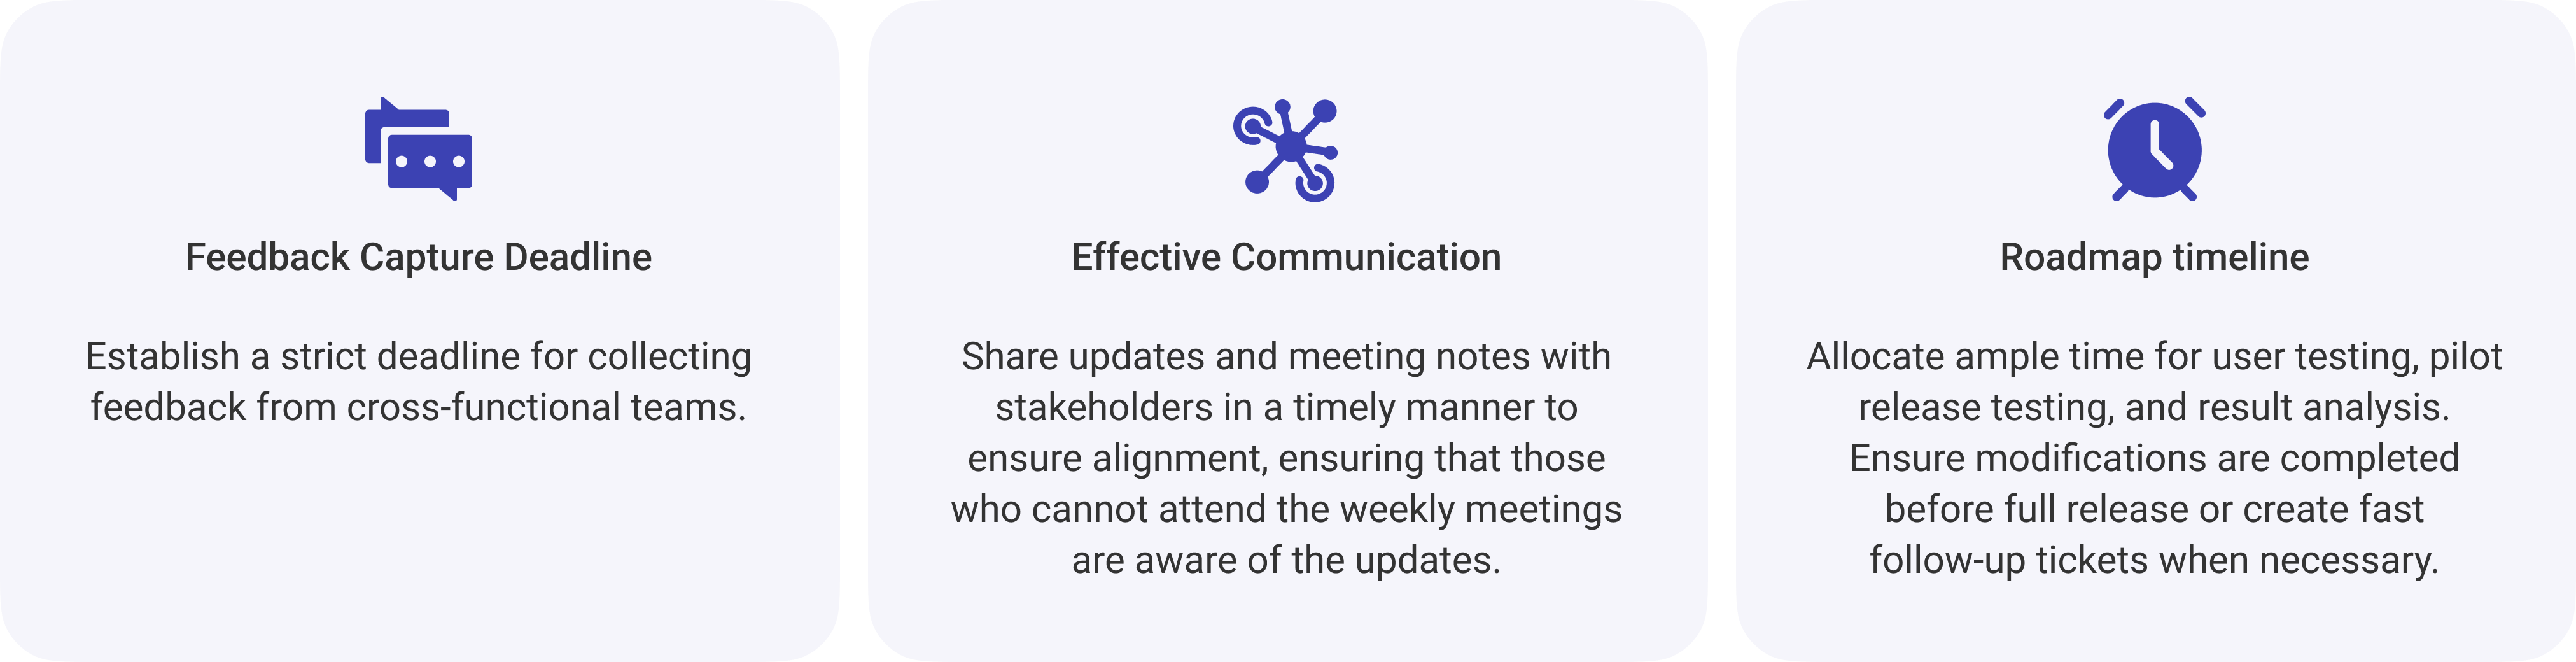 Feedback Capture Deadline
Establish a strict deadline for collecting
feedback from cross-functional teams.
Effective Communication
Share updates and meeting notes with
stakeholders in a timely manner to
ensure alignment, ensuring that those
who cannot attend the weekly meetings
are aware of the updates.
Roadmap timeline
Allocate ample time for user testing, pilot
release testing, and result analysis.
Ensure modifications are completed
before full release or create fast
follow-up tickets when necessary.